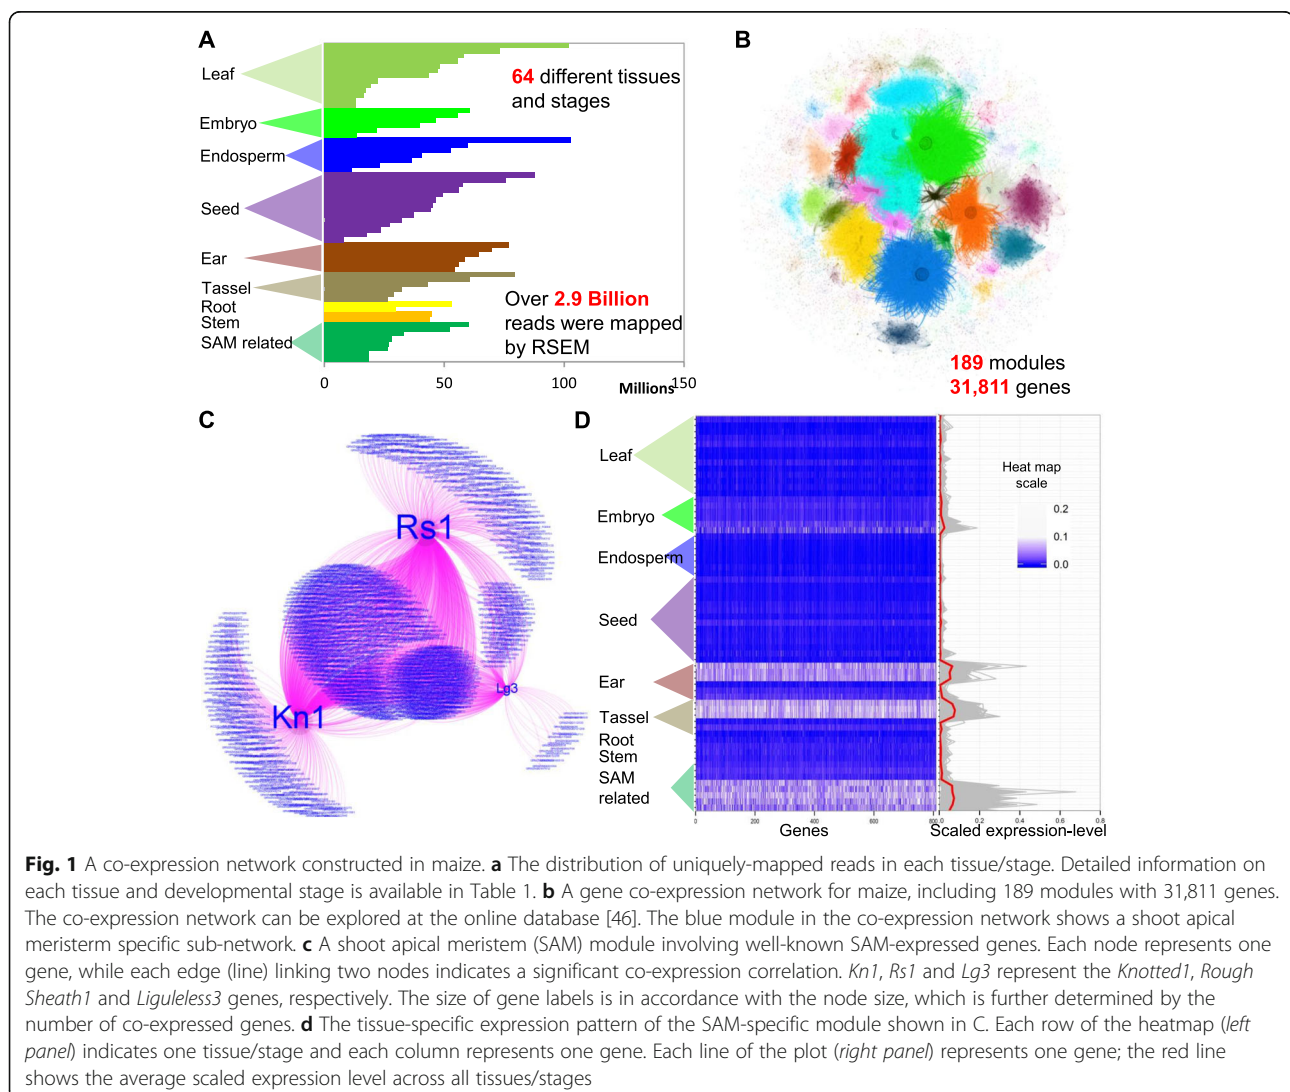 A
Leaf
Embryo
Endosperm
Seed
Ear
Tassel
Root
Stem
SAM related
64 different tissues
and stages
Over 2.9 Billion
reads were mapped
by RSEM
0 50 100 150
Millions
B
189 modules
31,811 genes
C
Rs1
Kn1
Lg3
D
Leaf
Embryo
Endosperm
Seed
Ear
Tassel
Root
Stem
SAM
related
Heat map
scale
0.2
0.1
0.0
0 200 400 600
0.2 0.4 0.6 0.8
Genes
Scaled expression-level
Fig. 1 A co-expression network constructed in maize. a The distribution of uniquely-mapped reads in each tissue/stage. Detailed information on
each tissue and developmental stage is available in Table 1. b A gene co-expression network for maize, including 189 modules with 31,811 genes.
The co-expression network can be explored at the online database [46]. The blue module in the co-expression network shows a shoot apical
meristerm specific sub-network. c A shoot apical meristem (SAM) module involving well-known SAM-expressed genes. Each node represents one
gene, while each edge (line) linking two nodes indicates a significant co-expression correlation. Kn1, Rs1 and Lg3 represent the Knotted1, Rough
Sheath1 and Liguleless3 genes, respectively. The size of gene labels is in accordance with the node size, which is further determined by the
number of co-expressed genes. d The tissue-specific expression pattern of the SAM-specific module shown in C. Each row of the heatmap (left
panel) indicates one tissue/stage and each column represents one gene. Each line of the plot (right panel) represents one gene; the red line
shows the average scaled expression level across all tissues/stages